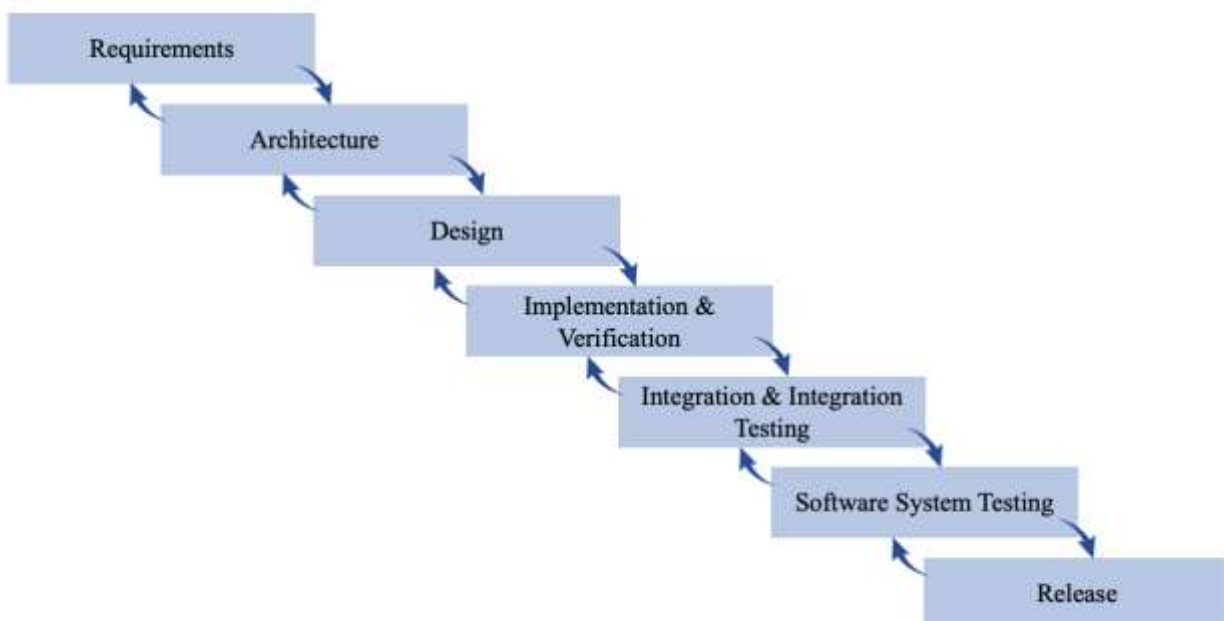 Requirements
Architecture
Design
Implementation &
Verification
Integration & Integration
Testing
Software System Testing
Release